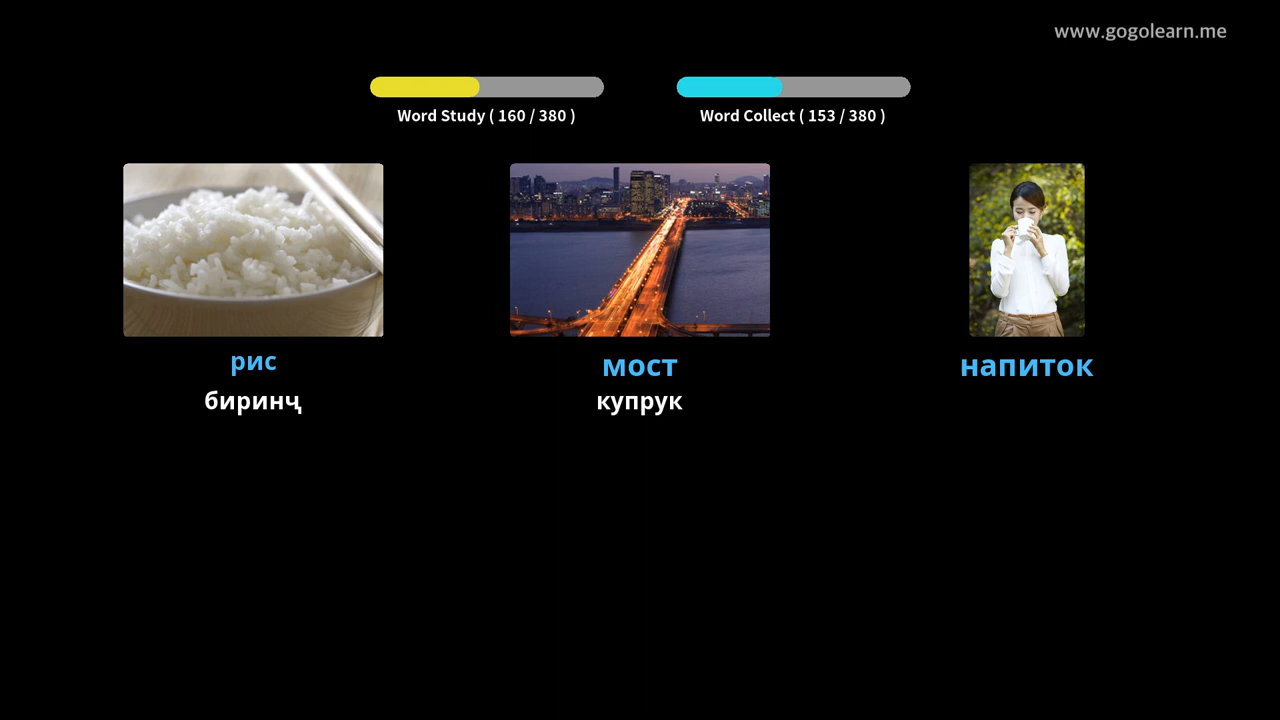 www.gogolearn.me
Word Study ( 160 / 380 )
Word Collect ( 153 / 380 )
рис
мост
напиток
биринҷ
купрук